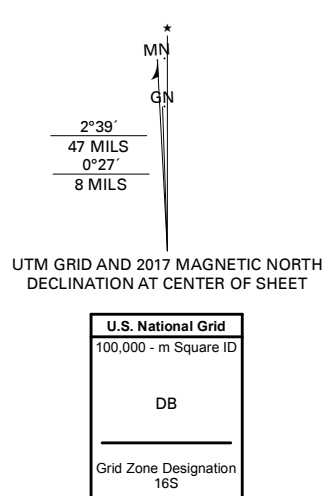 ★
MN
GN
2°39´
47 MILS
0°27´
8 MILS
UTM GRID AND 2017 MAGNETIC NORTH
DECLINATION AT CENTER OF SHEET
U.S. National Grid
100,000 - m Square ID
DB
Grid Zone Designation
16S